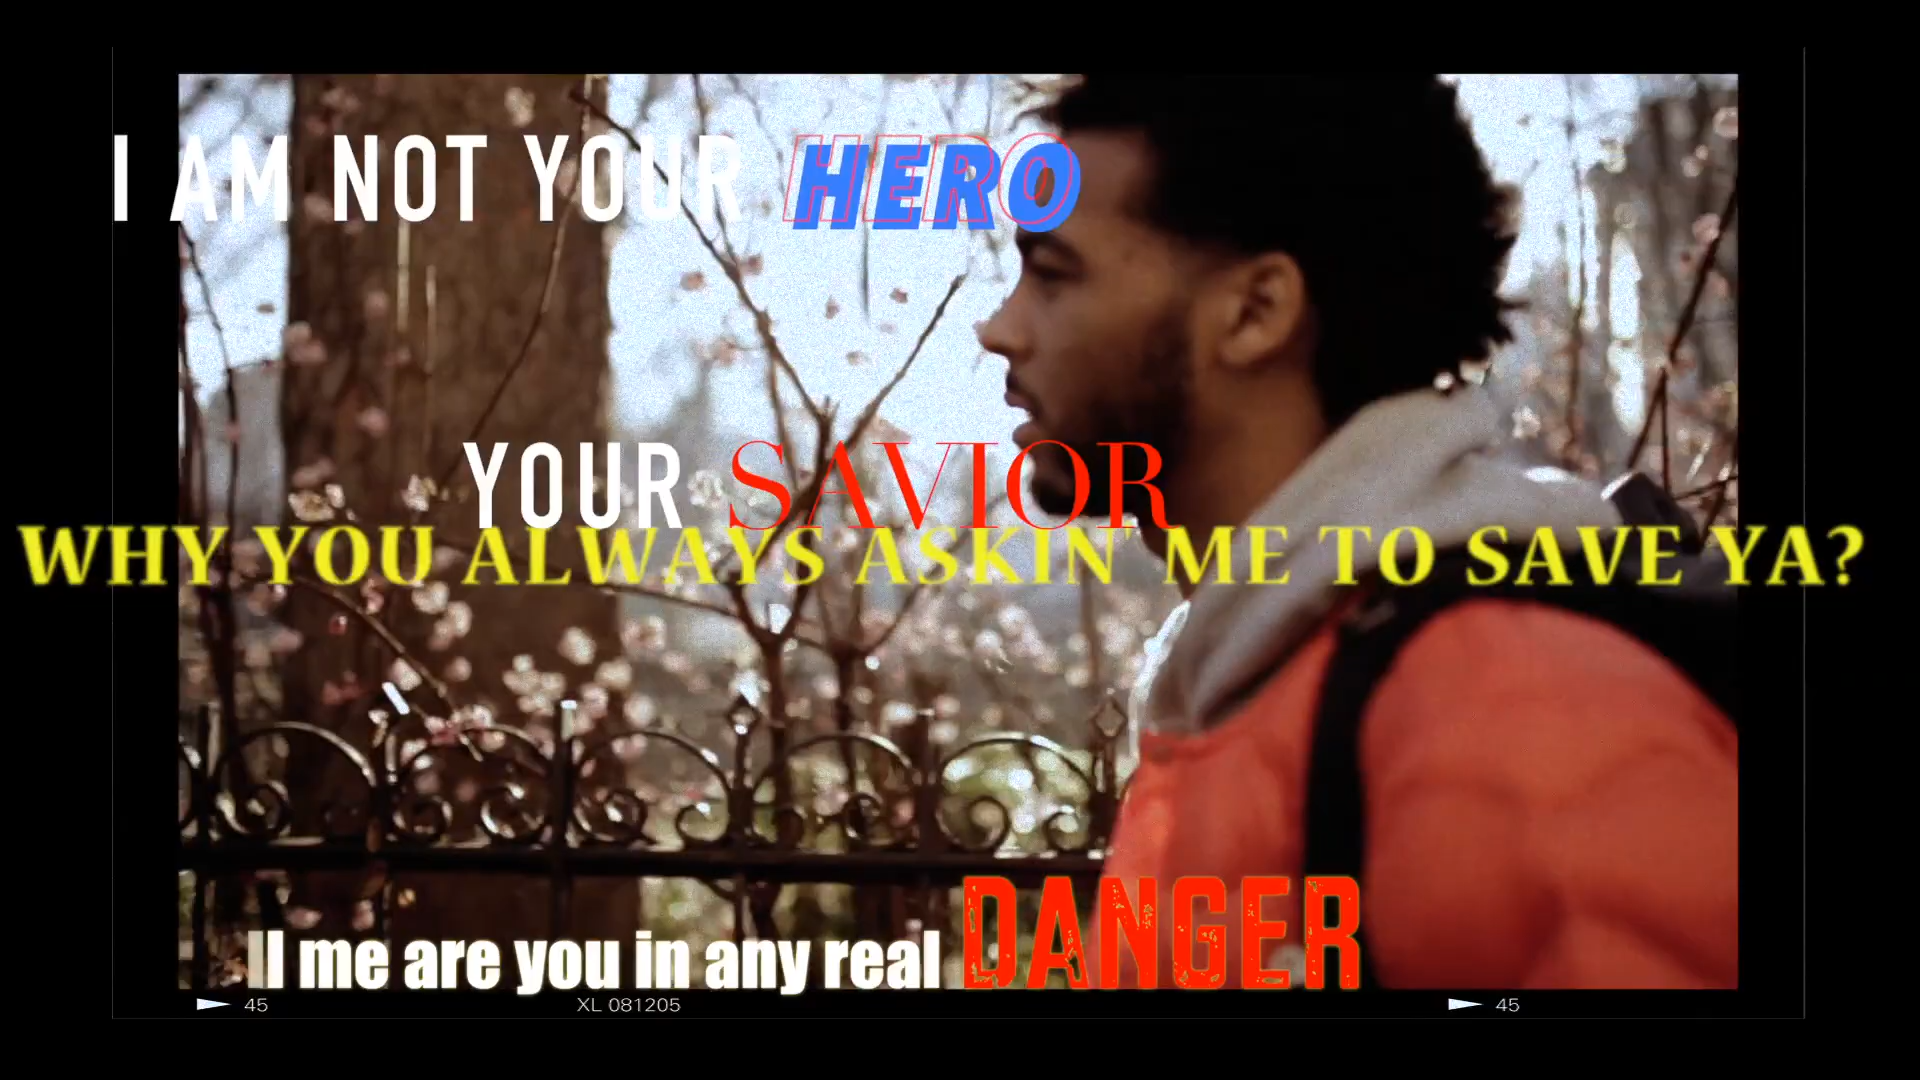 I AM NOT YOUR HERO
YOUR SAVIOR
WHY YOU ALWAYS ASKIN' ME TO SAVE YA?
ll me are you in any real DANGER
45 XL 081205 45